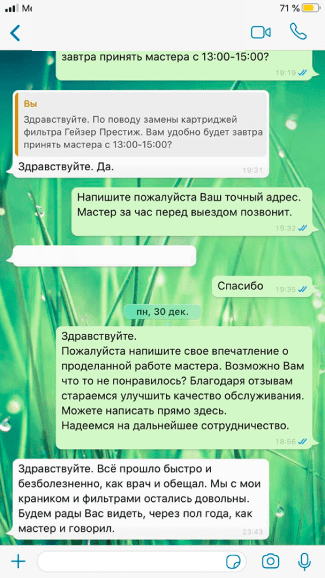 71 %
завтра принять мастера с 13:00-15:00?
19:19
Вы
Здравствуйте. По поводу замены картриджей
фильтра Гейзер Престиж. Вам удобно будет завтра
принять мастера с 13:00-15:00?
Здравствуйте. Да.
19:31
Напишите пожалуйста Ваш точный адрес.
Мастер за час перед выездом позвонит.
19:32
Спасибо
19:35
пн, 30 дек.
Здравствуйте.
Пожалуйста напишите свое впечатление о
проделанной работе мастера. Возможно Вам
что то не понравилось? Благодаря отзывам
стараемся улучшить качество обслуживания.
Можете написать прямо здесь.
Надеемся на дальнейшее сотрудничество.
18:56
Здравствуйте. Всё прошло быстро и
безболезненно, как врач и обещал. Мы с мои
краником и фильтрами остались довольны.
Будем рады Вас видеть, через пол года, как
мастер и говорил.
23:43